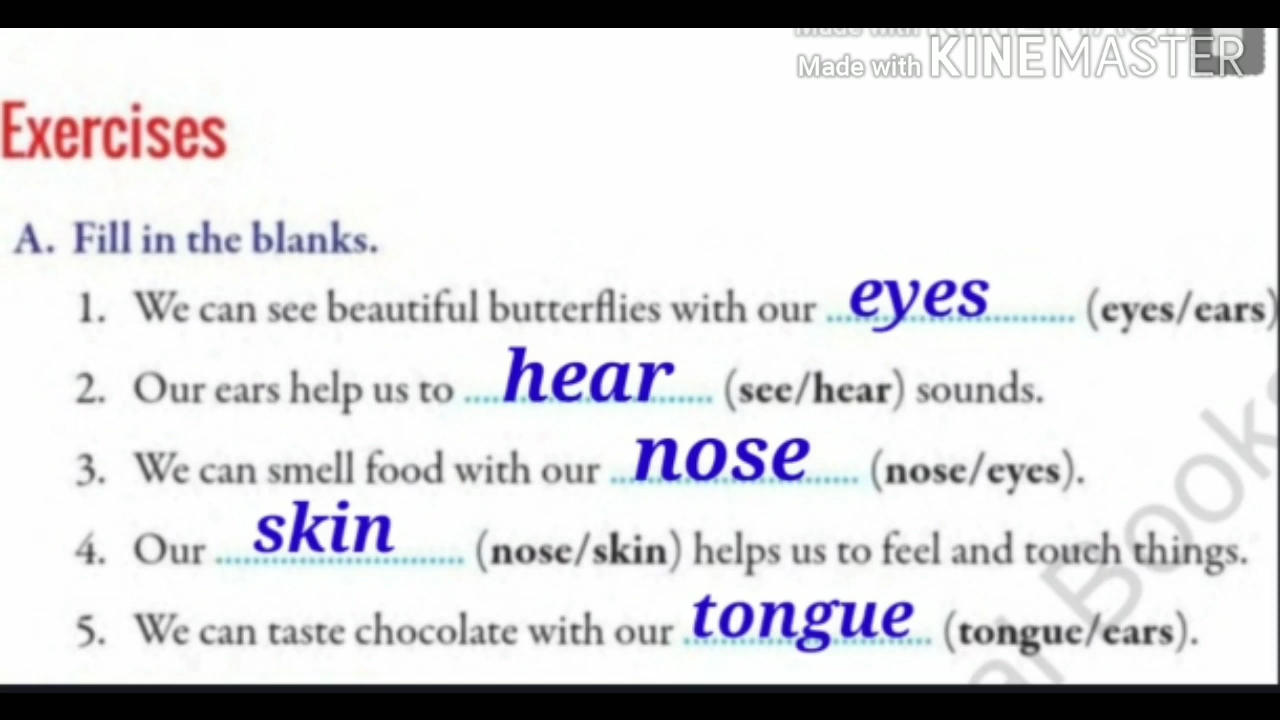 Made with KINEMASTER
Exercises
A. Fill in the blanks.
1. We can see beautiful butterflies with our ....eyes.... (eyes/ears)
2. Our ears help us to ....hear.... (see/hear) sounds.
3. We can smell food with our ....nose.... (nose/eyes).
4. Our ....skin.... (nose/skin) helps us to feel and touch things.
5. We can taste chocolate with our ....tongue.... (tongue/ears).